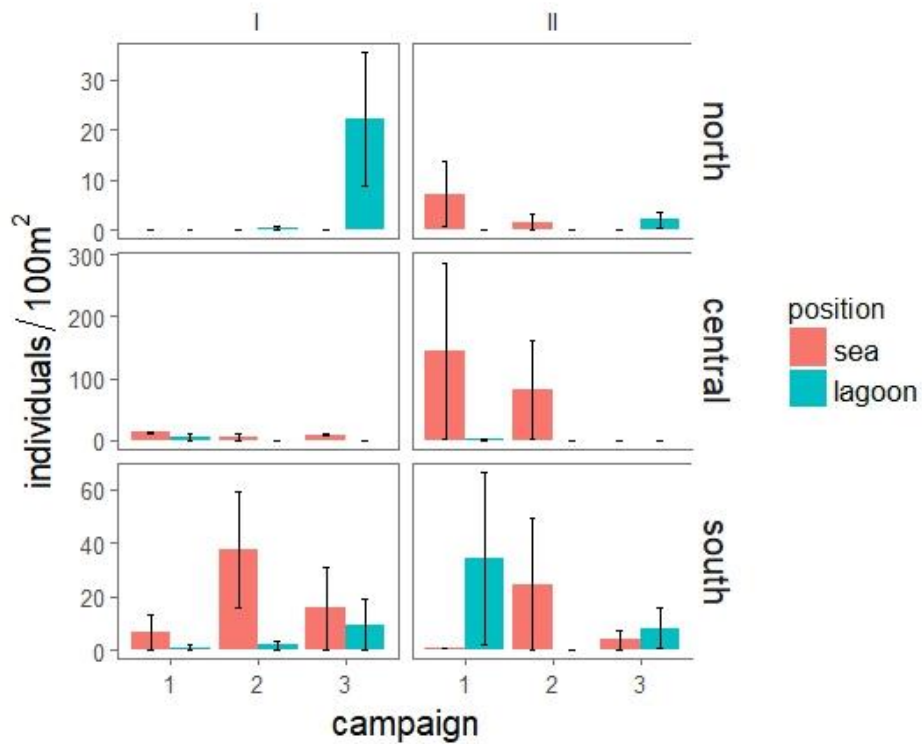 I II
30
20
10
0
north
300
200
100
0
central
60
40
20
0
south
individuals / 100m²
1 2 3 1 2 3
campaign
position
sea
lagoon